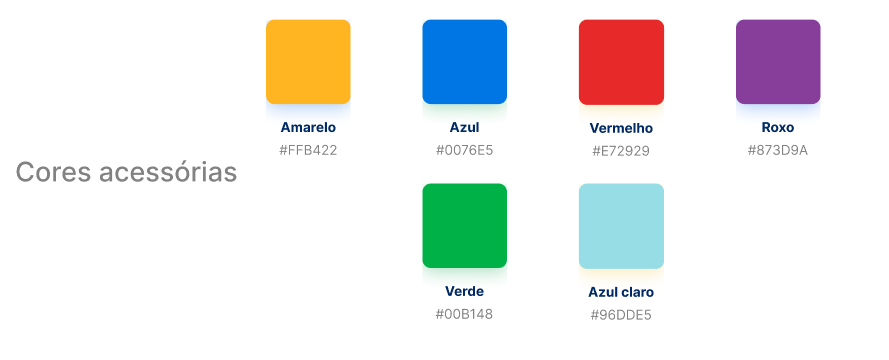 Cores acessórias
Amarelo
#FFB422
Azul
#0076E5
Vermelho
#E72929
Roxo
#873D9A
Verde
#00B148
Azul claro
#96DDE5